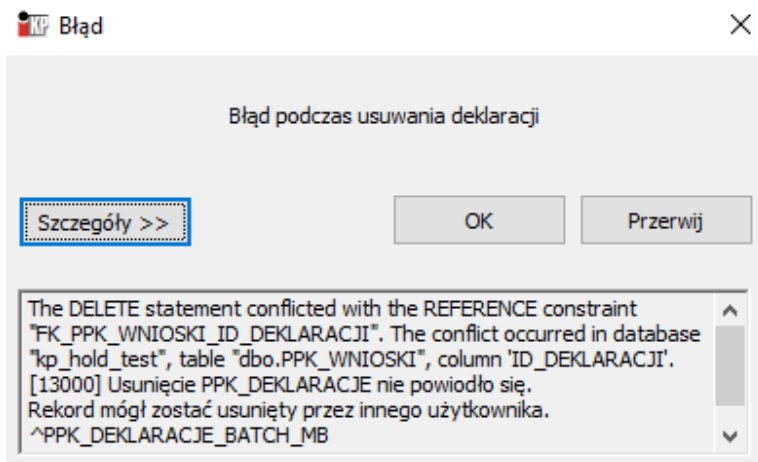 KP Błąd
Błąd podczas usuwania deklaracji
Szczegóły >> OK Przerwij
The DELETE statement conflicted with the REFERENCE constraint
"FK_PPK_WNIOSKI_ID_DEKLARACJI". The conflict occurred in database
"kp_hold_test", table "dbo.PPK_WNIOSKI", column 'ID_DEKLARACJI'.
[13000] Usunięcie PPK_DEKLARACJE nie powiodło się.
Rekord mógł zostać usunięty przez innego użytkownika.
^PPK_DEKLARACJE_BATCH_MB